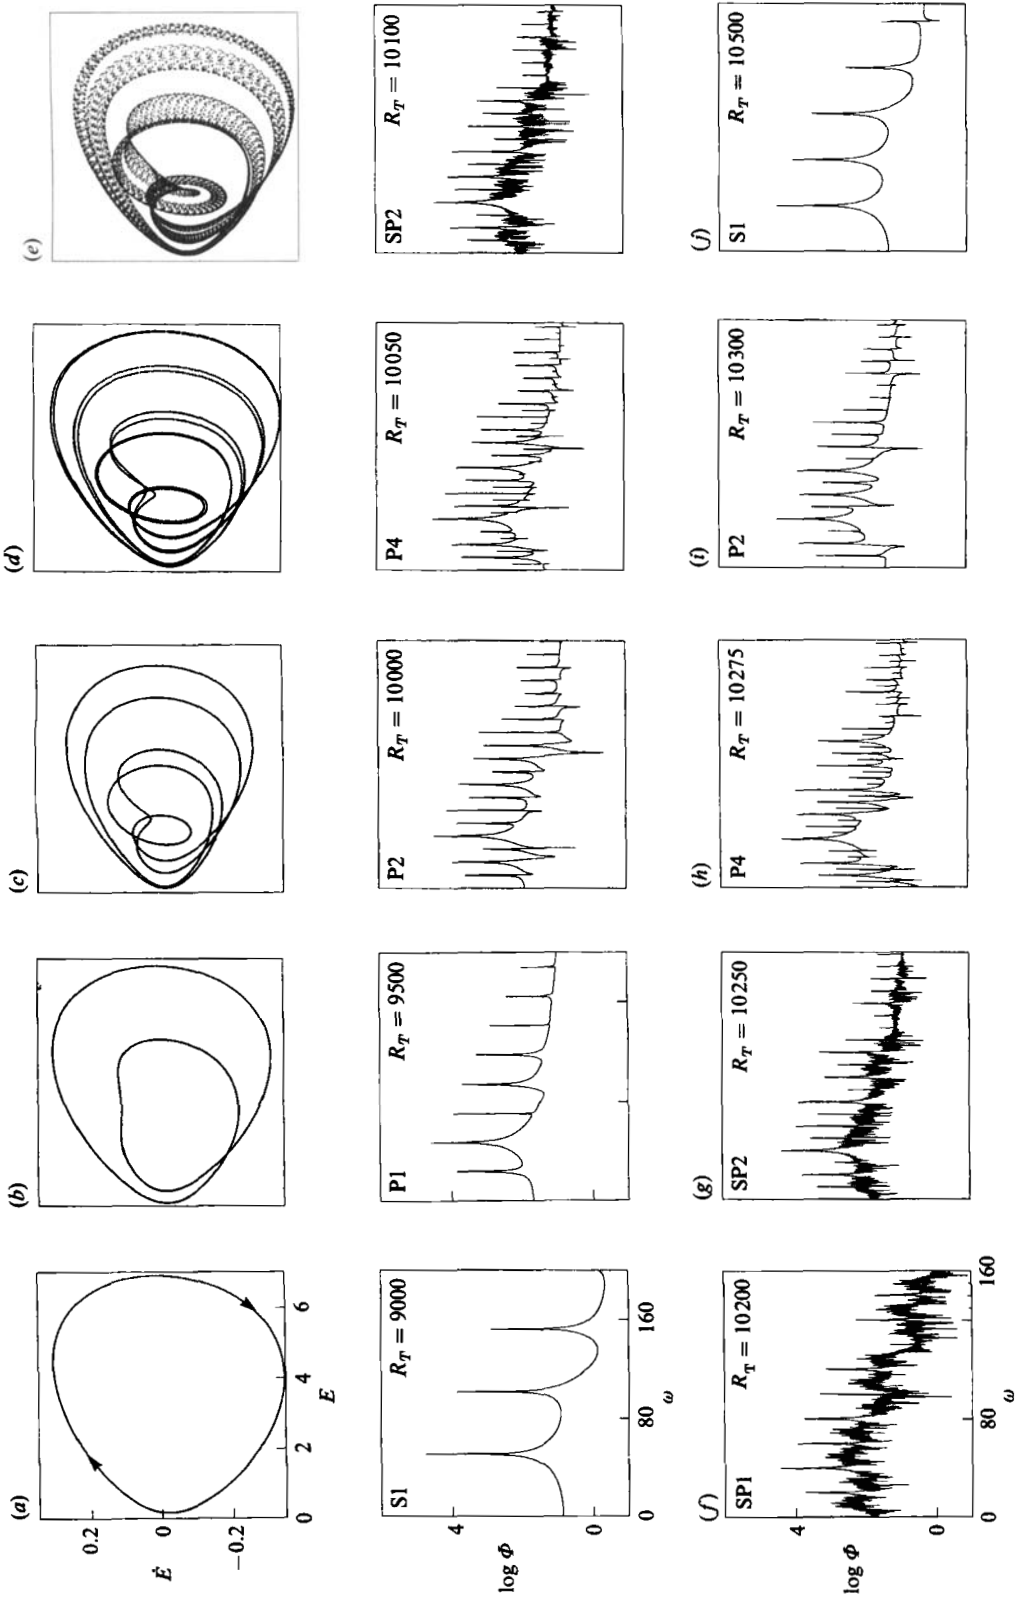 (a)
(b)
(c)
(d)
(e)
0.2
0
−0.2
Ė
0
2
4
6
E
S1
R_T = 9000
P1
R_T = 9500
P2
R_T = 10000
P4
R_T = 10050
SP2
R_T = 10100
4
0
log Φ
0
80
160
ω
(f)
(g)
(h)
(i)
(j)
SP1
R_T = 10200
SP2
R_T = 10250
P4
R_T = 10275
P2
R_T = 10300
S1
R_T = 10500
4
0
log Φ
0
80
160
ω